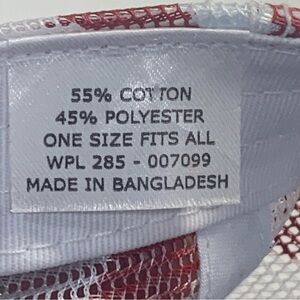 55% COTTON
45% POLYESTER
ONE SIZE FITS ALL
WPL 285 - 007099
MADE IN BANGLADESH